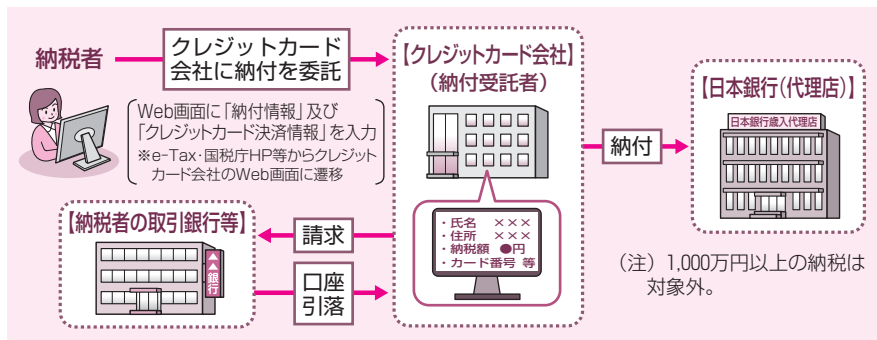 納税者
クレジットカード
会社に納付を委託
Web画面に「納付情報」及び
「クレジットカード決済情報」を入力
※e-Tax・国税庁HP等からクレジット
カード会社のWeb画面に遷移
【クレジットカード会社】
(納付受託者)
・氏名 ×××
・住所 ×××
・納税額 ●円
・カード番号 等
納付
【日本銀行(代理店)】
日本銀行歳入代理店
(注) 1,000万円以上の納税は
対象外。
【納税者の取引銀行等】
▲▲銀行
請求
口座
引落